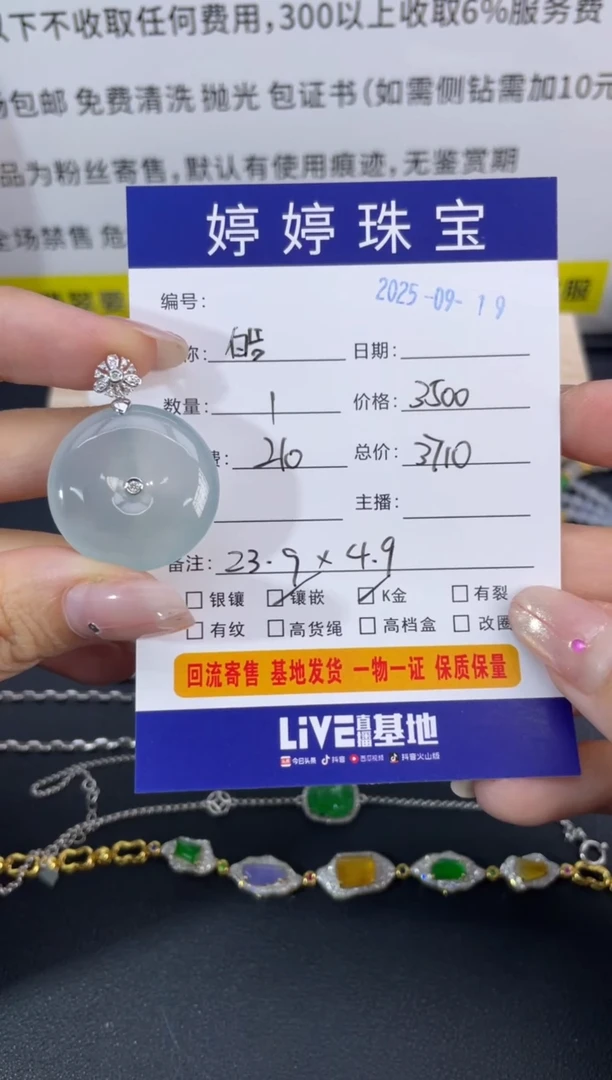 以下不收取任何费用,300以上收取6%服务费
场包邮 免费清洗 抛光 包证书(如需侧钻需加10元
品为粉丝寄售,默认有使用痕迹,无鉴赏期
全场禁售 危
婷婷珠宝
编号:
2025-09-19
称:
日期:
数量: 1
价格: 3500
费: 210
总价: 3710
主播:
备注: 23.9×4.9
银镶 镶嵌 K金 有裂
有纹 高货绳 高档盒 改圈
回流寄售 基地发货 一物一证 保质保量
LiVE直播基地
今日头条 抖音 西瓜视频 抖音火山版
服